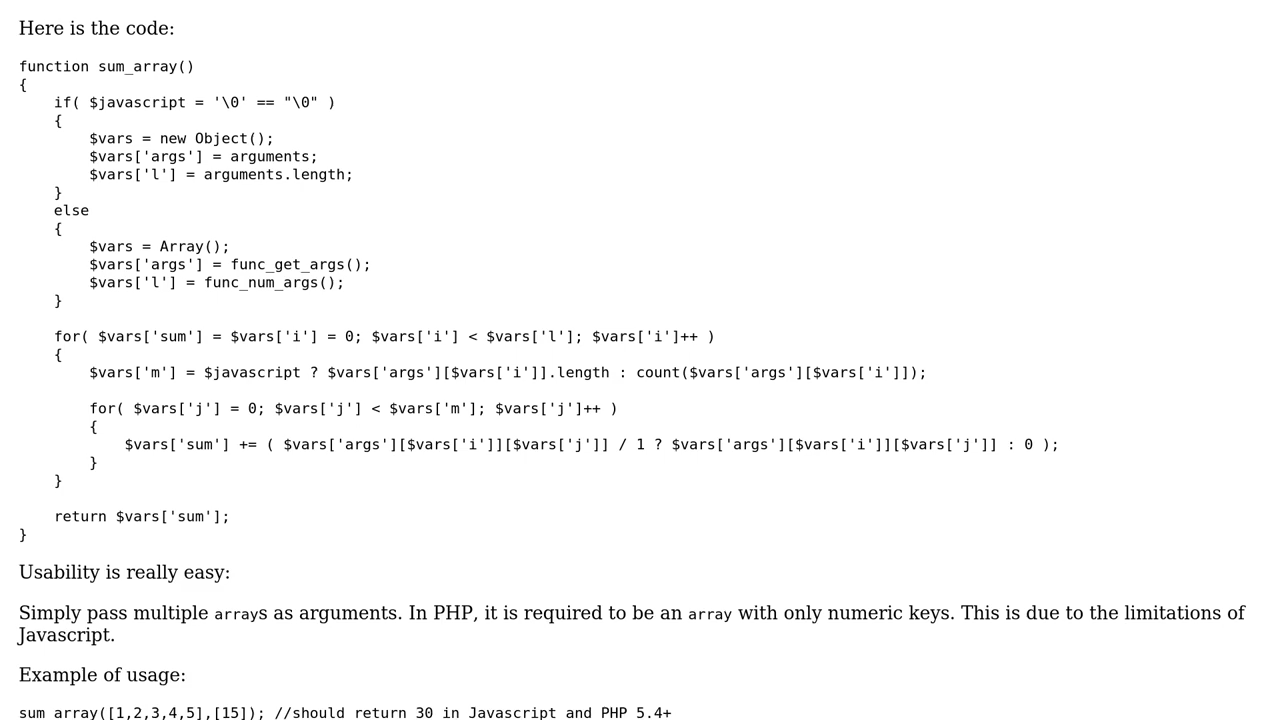 Here is the code:
function sum_array()
{
    if( $javascript = '\0' == "\0" )
    {
        $vars = new Object();
        $vars['args'] = arguments;
        $vars['l'] = arguments.length;
    }
    else
    {
        $vars = Array();
        $vars['args'] = func_get_args();
        $vars['l'] = func_num_args();
    }

    for( $vars['sum'] = $vars['i'] = 0; $vars['i'] < $vars['l']; $vars['i']++ )
    {
        $vars['m'] = $javascript ? $vars['args'][$vars['i']].length : count($vars['args'][$vars['i']]);

        for( $vars['j'] = 0; $vars['j'] < $vars['m']; $vars['j']++ )
        {
            $vars['sum'] += ( $vars['args'][$vars['i']][$vars['j']] / 1 ? $vars['args'][$vars['i']][$vars['j']] : 0 );
        }
    }

    return $vars['sum'];
}
Usability is really easy:
Simply pass multiple arrays as arguments. In PHP, it is required to be an array with only numeric keys. This is due to the limitations of
Javascript.
Example of usage:
sum_array([1,2,3,4,5],[15]); //should return 30 in Javascript and PHP 5.4+